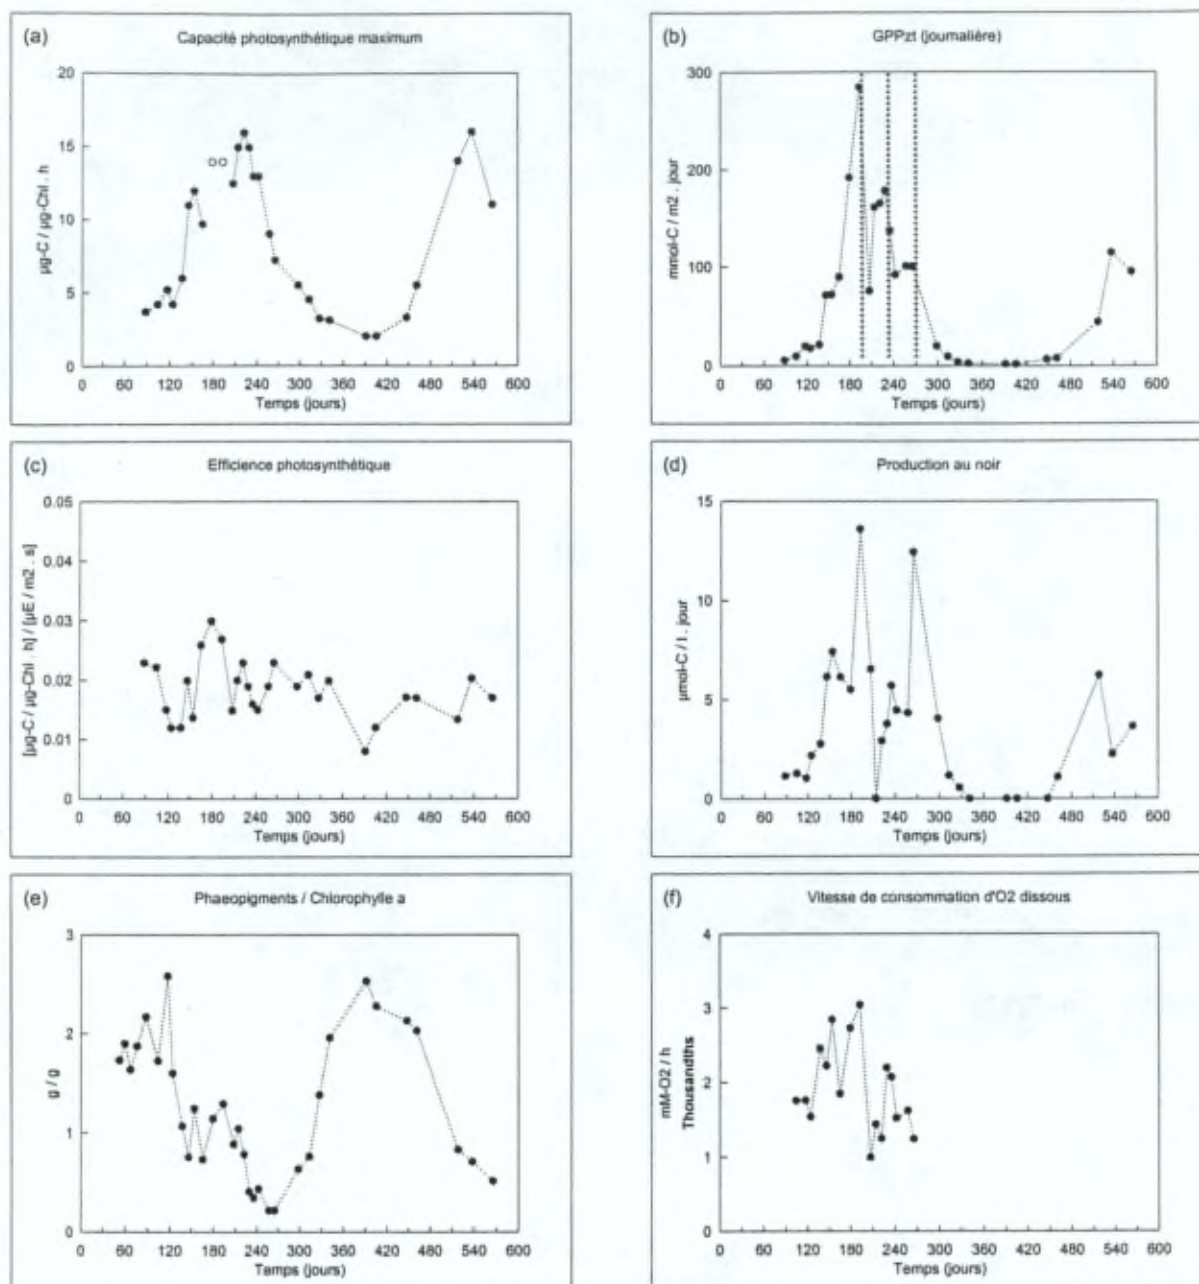 (a) Capacité photosynthétique maximum
µg-C / µg-Chl . h
20
15
10
5
0
0 60 120 180 240 300 360 420 480 540 600
Temps (jours)
(b) GPPzt (journalière)
mmol-C / m2 . jour
300
200
100
0
0 60 120 180 240 300 360 420 480 540 600
Temps (jours)
(c) Efficience photosynthétique
[µg-C / µg-Chl . h] / [µE / m2 . s]
0.05
0.04
0.03
0.02
0.01
0
0 60 120 180 240 300 360 420 480 540 600
Temps (jours)
(d) Production au noir
µmol-C / l . jour
15
10
5
0
0 60 120 180 240 300 360 420 480 540 600
Temps (jours)
(e) Phaeopigments / Chlorophylle a
g / g
3
2
1
0
0 60 120 180 240 300 360 420 480 540 600
Temps (jours)
(f) Vitesse de consommation d'O2 dissous
mM-O2 / h
Thousandths
4
3
2
1
0
0 60 120 180 240 300 360 420 480 540 600
Temps (jours)